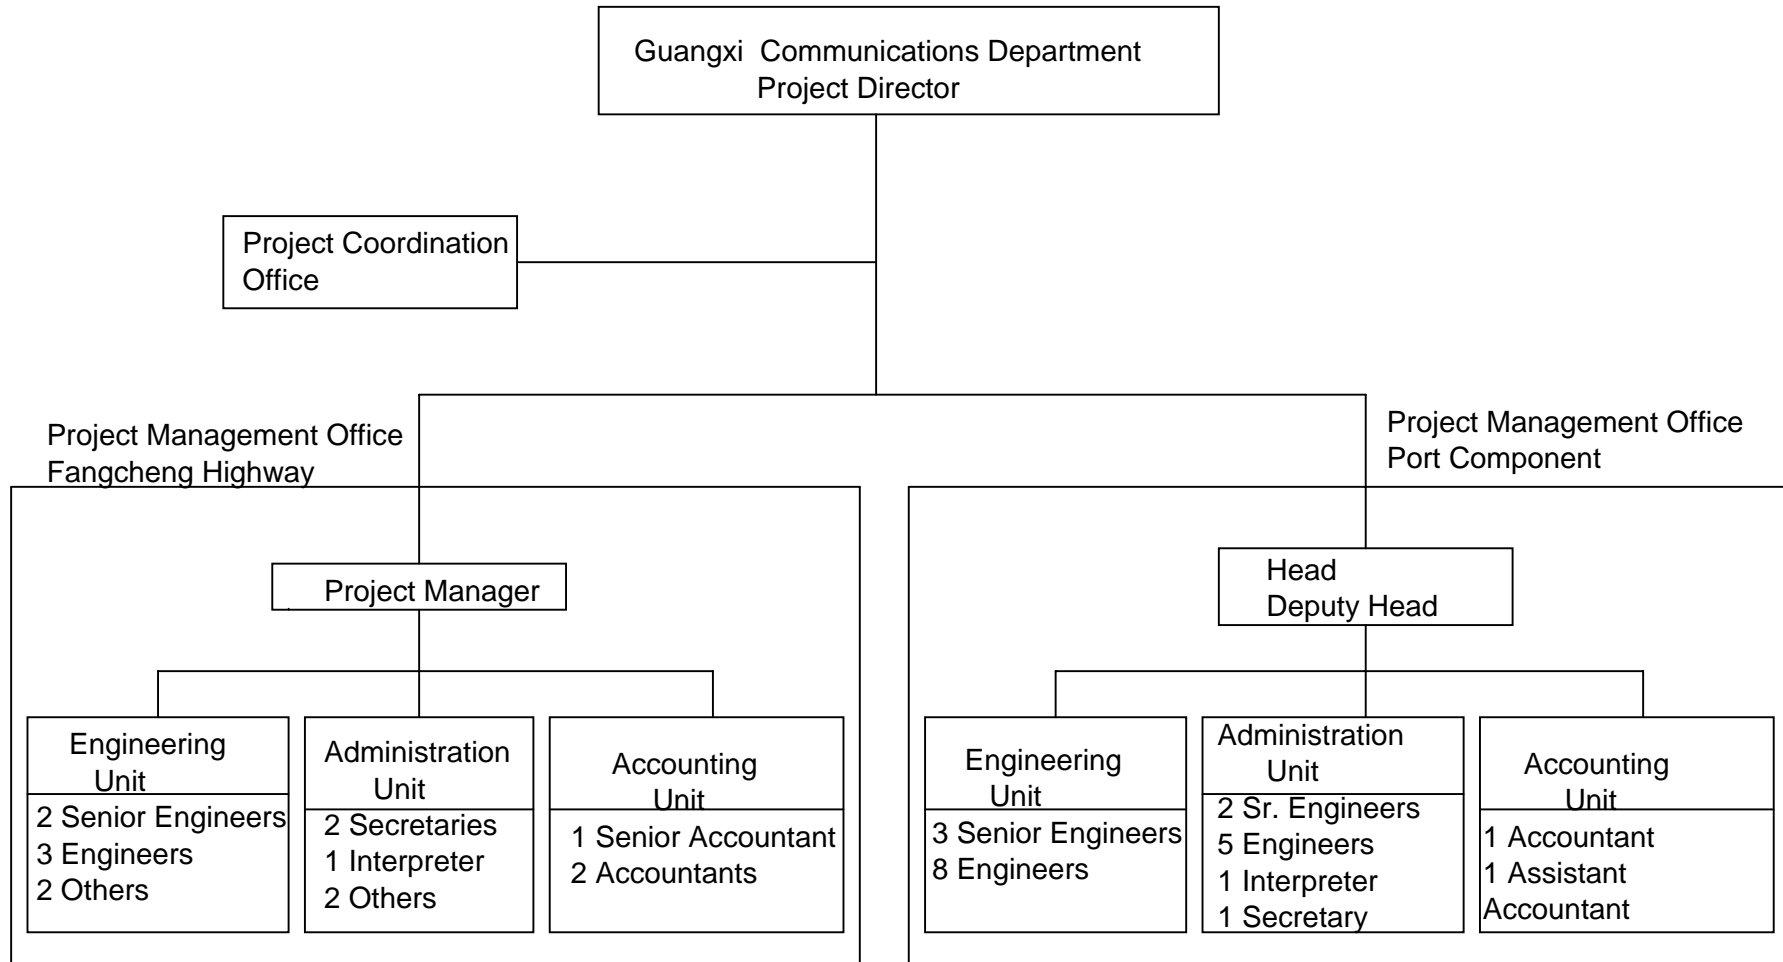 Guangxi Communications Department
Project Director
Project Coordination
Office
Project Management Office
Fangcheng Highway
Project Management Office
Port Component
Project Manager
Head
Deputy Head
Engineering
Unit
2 Senior Engineers
3 Engineers
2 Others
Administration
Unit
2 Secretaries
1 Interpreter
2 Others
Accounting
Unit
1 Senior Accountant
2 Accountants
Engineering
Unit
3 Senior Engineers
8 Engineers
Administration
Unit
2 Sr. Engineers
5 Engineers
1 Interpreter
1 Secretary
Accounting
Unit
1 Accountant
1 Assistant
Accountant